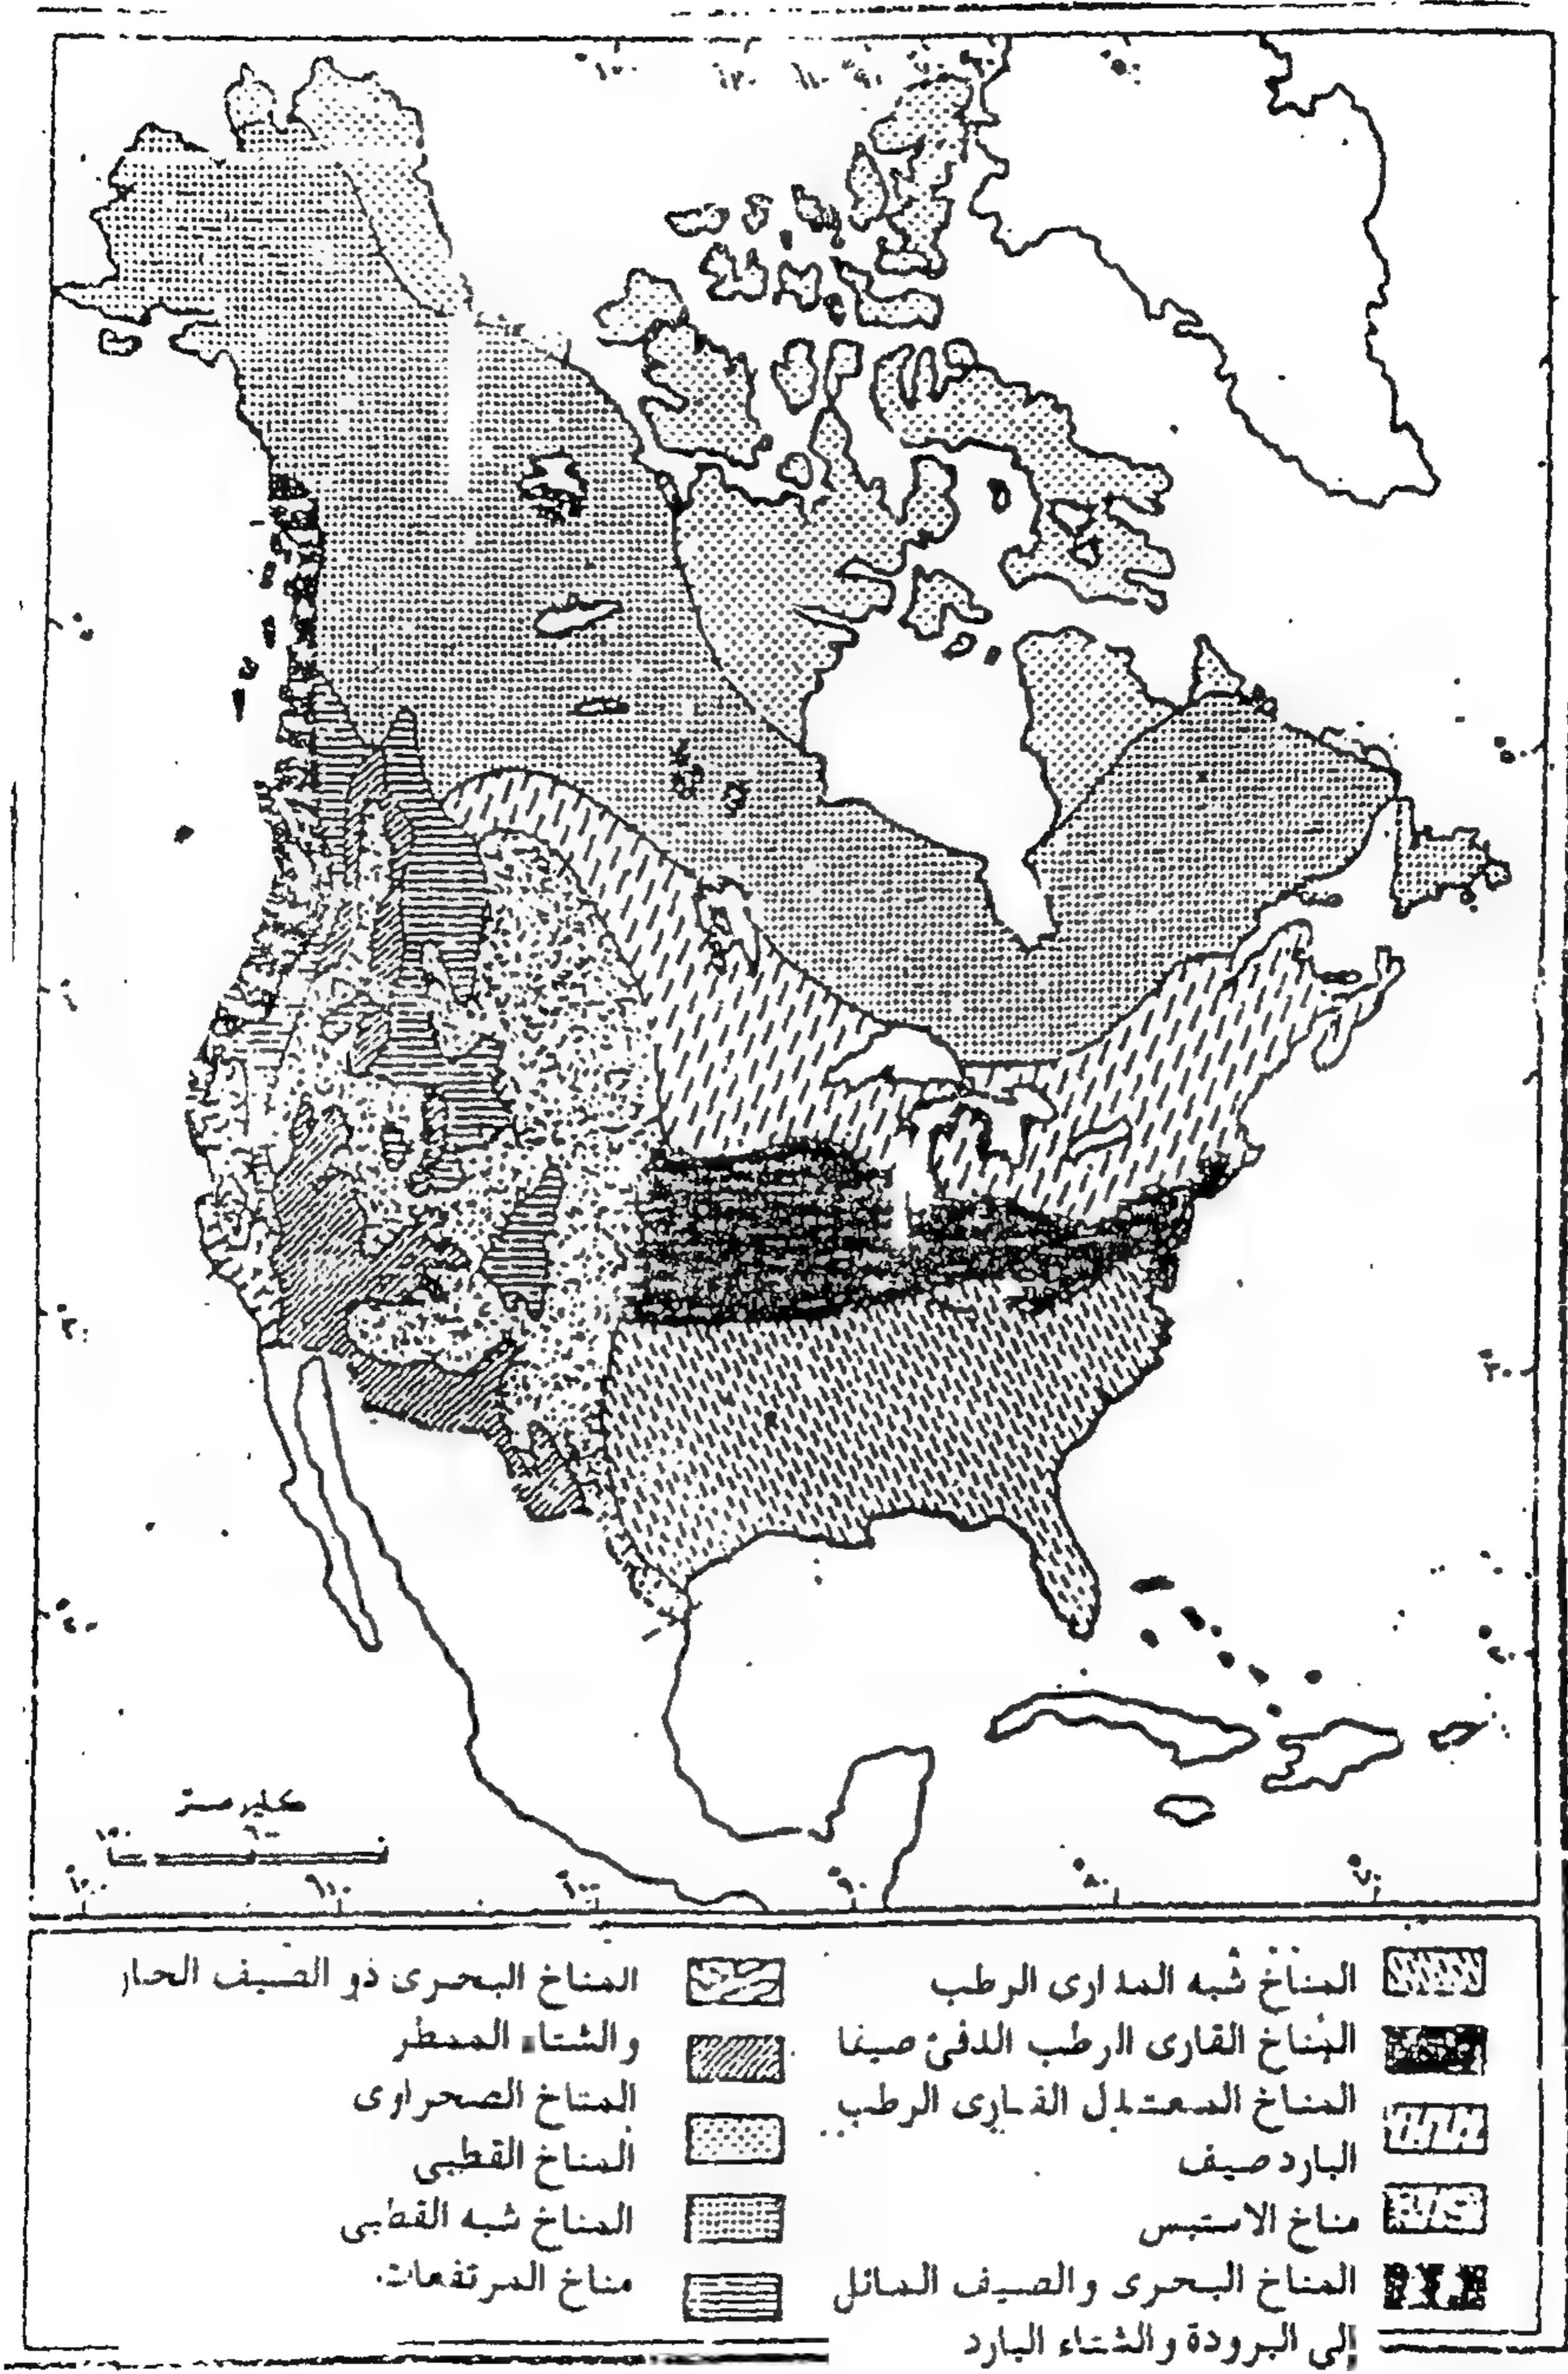 كيلومتر
المناخ شبه المدارى الرطب
المناخ القارى الرطب الدفئ صيفا
المناخ المعتدل القارى الرطب
البارد صيف
مناخ الاستبس
المناخ البحرى والصيف المائل
إلى البرودة والشتاء البارد
المناخ البحرى ذو الصيف الحار
والشتاء الممطر
المناخ الصحراوى
المناخ القطبى
المناخ شبه القطبى
مناخ المرتفعات